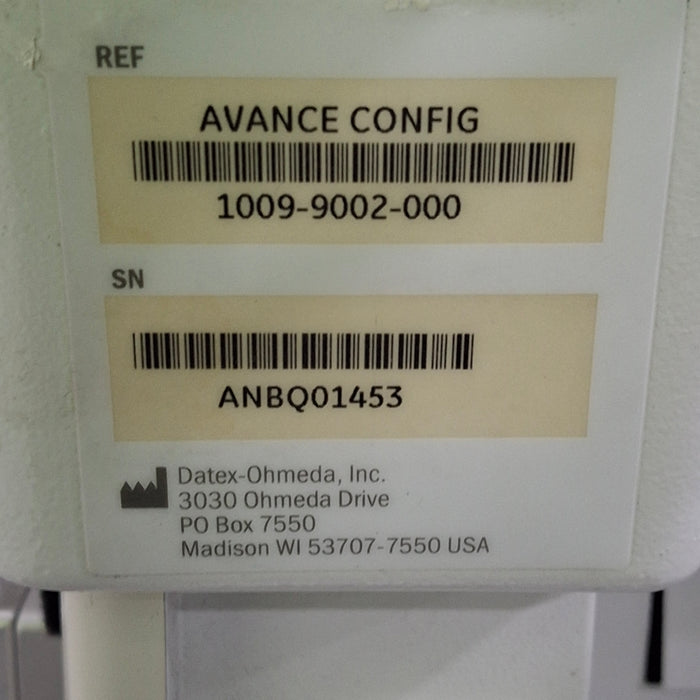 REF
AVANCE CONFIG
1009-9002-000
SN
ANBQ01453
Datex-Ohmeda, Inc.
3030 Ohmeda Drive
PO Box 7550
Madison WI 53707-7550 USA